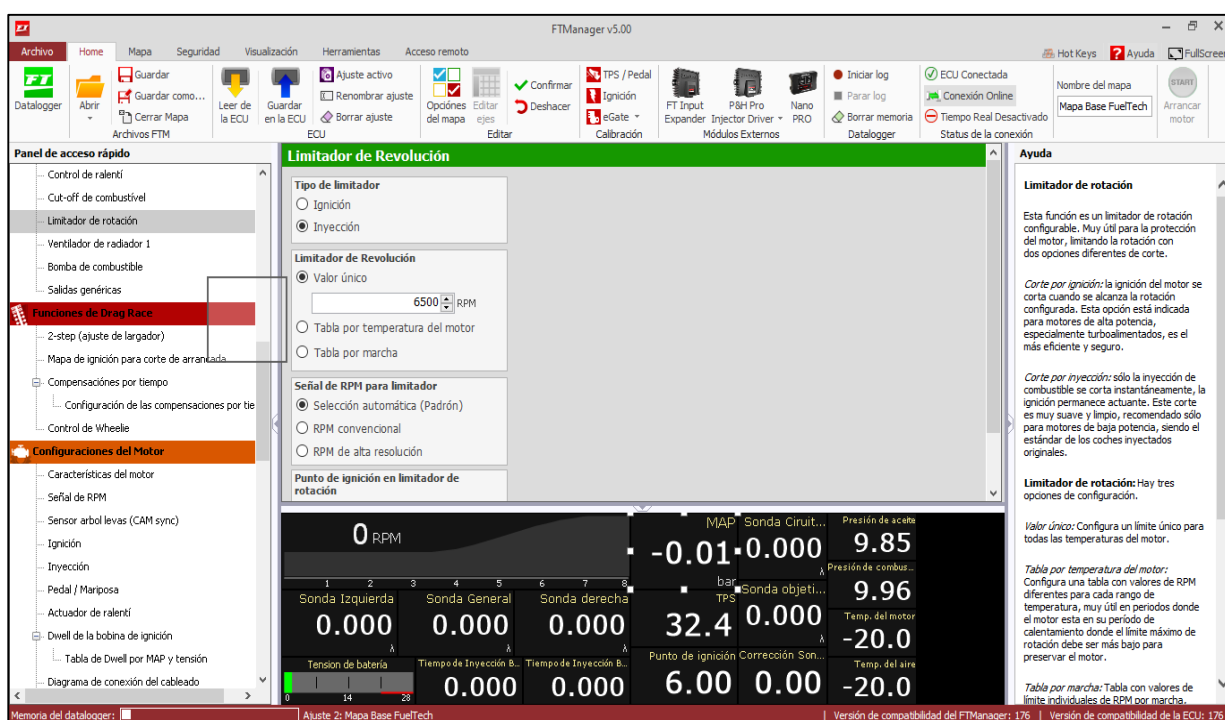 FTManager v5.00
Archivo Home Mapa Seguridad Visualización Herramientas Acceso remoto Hot Keys Ayuda FullScreen
Datalogger
Abrir
Guardar
Guardar como...
Cerrar Mapa
Archivos FTM
Leer de la ECU
Guardar en la ECU
Ajuste activo
Renombrar ajuste
Borrar ajuste
ECU
Opciónes del mapa
Editar ejes
Confirmar
Deshacer
Editar
TPS / Pedal
Ignición
eGate
Calibración
FT Input Expander
P&H Pro Injector Driver
Nano PRO
Módulos Externos
Iniciar log
Parar log
Borrar memoria
Datalogger
ECU Conectada
Conexión Online
Tiempo Real Desactivado
Status de la conexión
Nombre del mapa
Mapa Base FuelTech
START
Arrancar motor
Panel de acceso rápido
Control de ralentí
Cut-off de combustível
Limitador de rotación
Ventilador de radiador 1
Bomba de combustible
Salidas genéricas
Funciones de Drag Race
2-step (ajuste de largador)
Mapa de ignición para corte de arrancada
Compensaciónes por tiempo
Configuración de las compensaciones por tie
Control de Wheelie
Configuraciones del Motor
Características del motor
Señal de RPM
Sensor arbol levas (CAM sync)
Ignición
Inyección
Pedal / Mariposa
Actuador de ralentí
Dwell de la bobina de ignición
Tabla de Dwell por MAP y tensión
Diagrama de conexión del cableado
Limitador de Revolución
Tipo de limitador
Ignición
Inyección
Limitador de Revolución
Valor único
6500 RPM
Tabla por temperatura del motor
Tabla por marcha
Señal de RPM para limitador
Selección automática (Padrón)
RPM convencional
RPM de alta resolución
Punto de ignición en limitador de
rotación
0 RPM
1 2 3 4 5 6 7 8
MAP
-0.01
bar
Sonda Ciruit...
0.000
λ
Presión de aceite
9.85
Presión de combus..
9.96
Sonda Izquierda
0.000
λ
Sonda General
0.000
λ
Sonda derecha
0.000
λ
TPS
32.4
Sonda objeti...
0.000
λ
Temp. del motor
-20.0
Tension de batería
0 14 28
Tiempo de Inyección B..
0.000
Tiempo de Inyección B..
0.000
Punto de ignición
6.00
Corrección Son...
0.00
Temp. del aire
-20.0
Ayuda
Limitador de rotación
Esta función es un limitador de rotación
configurable. Muy útil para la protección
del motor, limitando la rotación con
dos opciones diferentes de corte.
Corte por ignición: la ignición del motor se
corta cuando se alcanza la rotación
configurada. Esta opción está indicada
para motores de alta potencia,
especialmente turboalimentados, es el
más eficiente y seguro.
Corte por inyección: sólo la inyección de
combustible se corta instantáneamente, la
ignición permanece actuante. Este corte
es muy suave y limpio, recomendado sólo
para motores de baja potencia, siendo el
estándar de los coches inyectados
originales.
Limitador de rotación: Hay tres
opciones de configuración.
Valor único: Configura un límite único para
todas las temperaturas del motor.
Tabla por temperatura del motor:
Configura una tabla con valores de RPM
diferentes para cada rango de
temperatura, muy útil en periodos donde
el motor esta en su período de
calentamiento donde el límite máximo de
rotación debe ser más bajo para
preservar el motor.
Tabla por marcha: Tabla con valores de
límite individuales de RPM por marcha.
Memoria del datalogger: Ajuste 2: Mapa Base FuelTech | Versión de compatibilidad del FTManager: 176 | Versión de compatibilidad de la ECU: 176